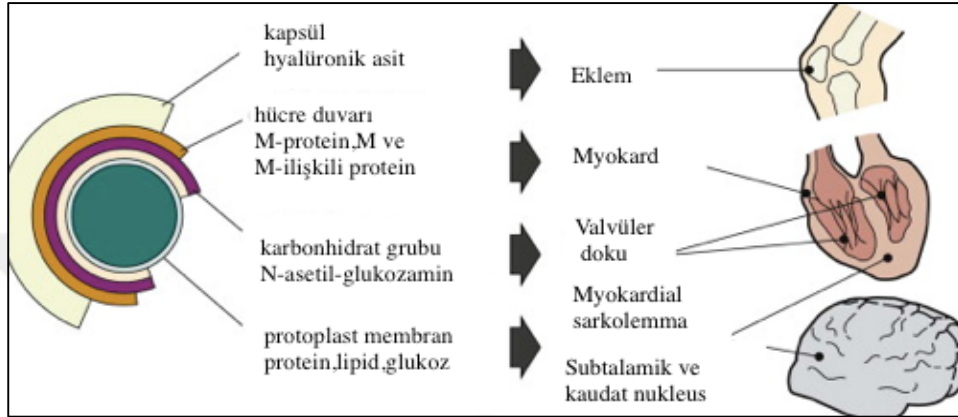 kapsül
hyalüronik asit
Eklem
hücre duvarı
M-protein,M ve
M-ilişkili protein
Myokard
karbonhidrat grubu
N-asetil-glukozamin
Valvüler
doku
protoplast membran
protein,lipid,glukoz
Myokardial
sarkolemma
Subtalamik ve
kaudat nukleus